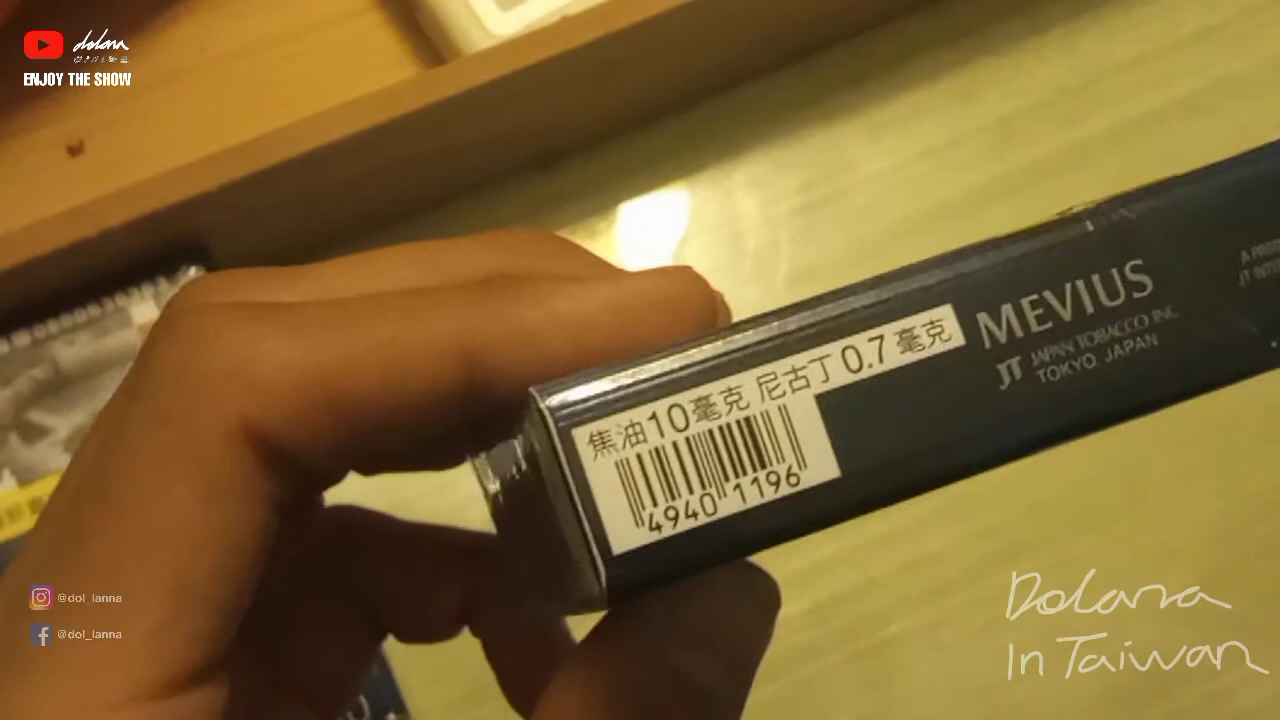 dolana
ENJOY THE SHOW
焦油10毫克 尼古丁 0.7 毫克
4940 1196
MEVIUS
JT JAPAN TOBACCO INC.
TOKYO, JAPAN
@dol_lanna
@dol_lanna
Dolana
In Taiwan